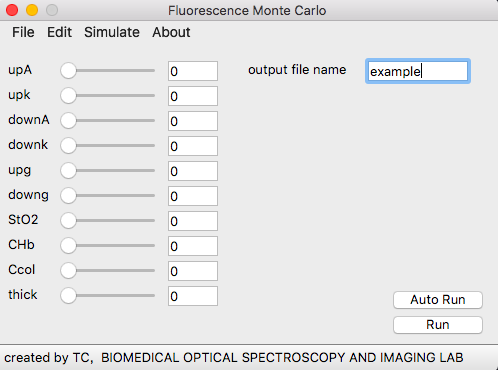 Fluorescence Monte Carlo
File Edit Simulate About
upA 0 output file name example
upk 0
downA 0
downk 0
upg 0
downg 0
StO2 0
CHb 0
Ccol 0
thick 0
Auto Run
Run
created by TC, BIOMEDICAL OPTICAL SPECTROSCOPY AND IMAGING LAB